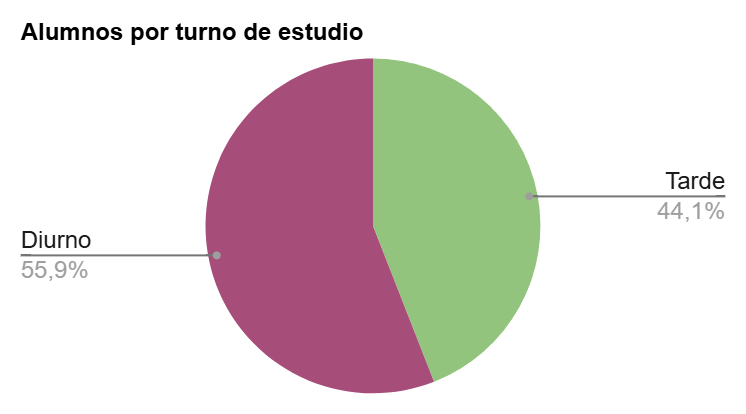 Alumnos por turno de estudio
Tarde
44,1%
Diurno
55,9%